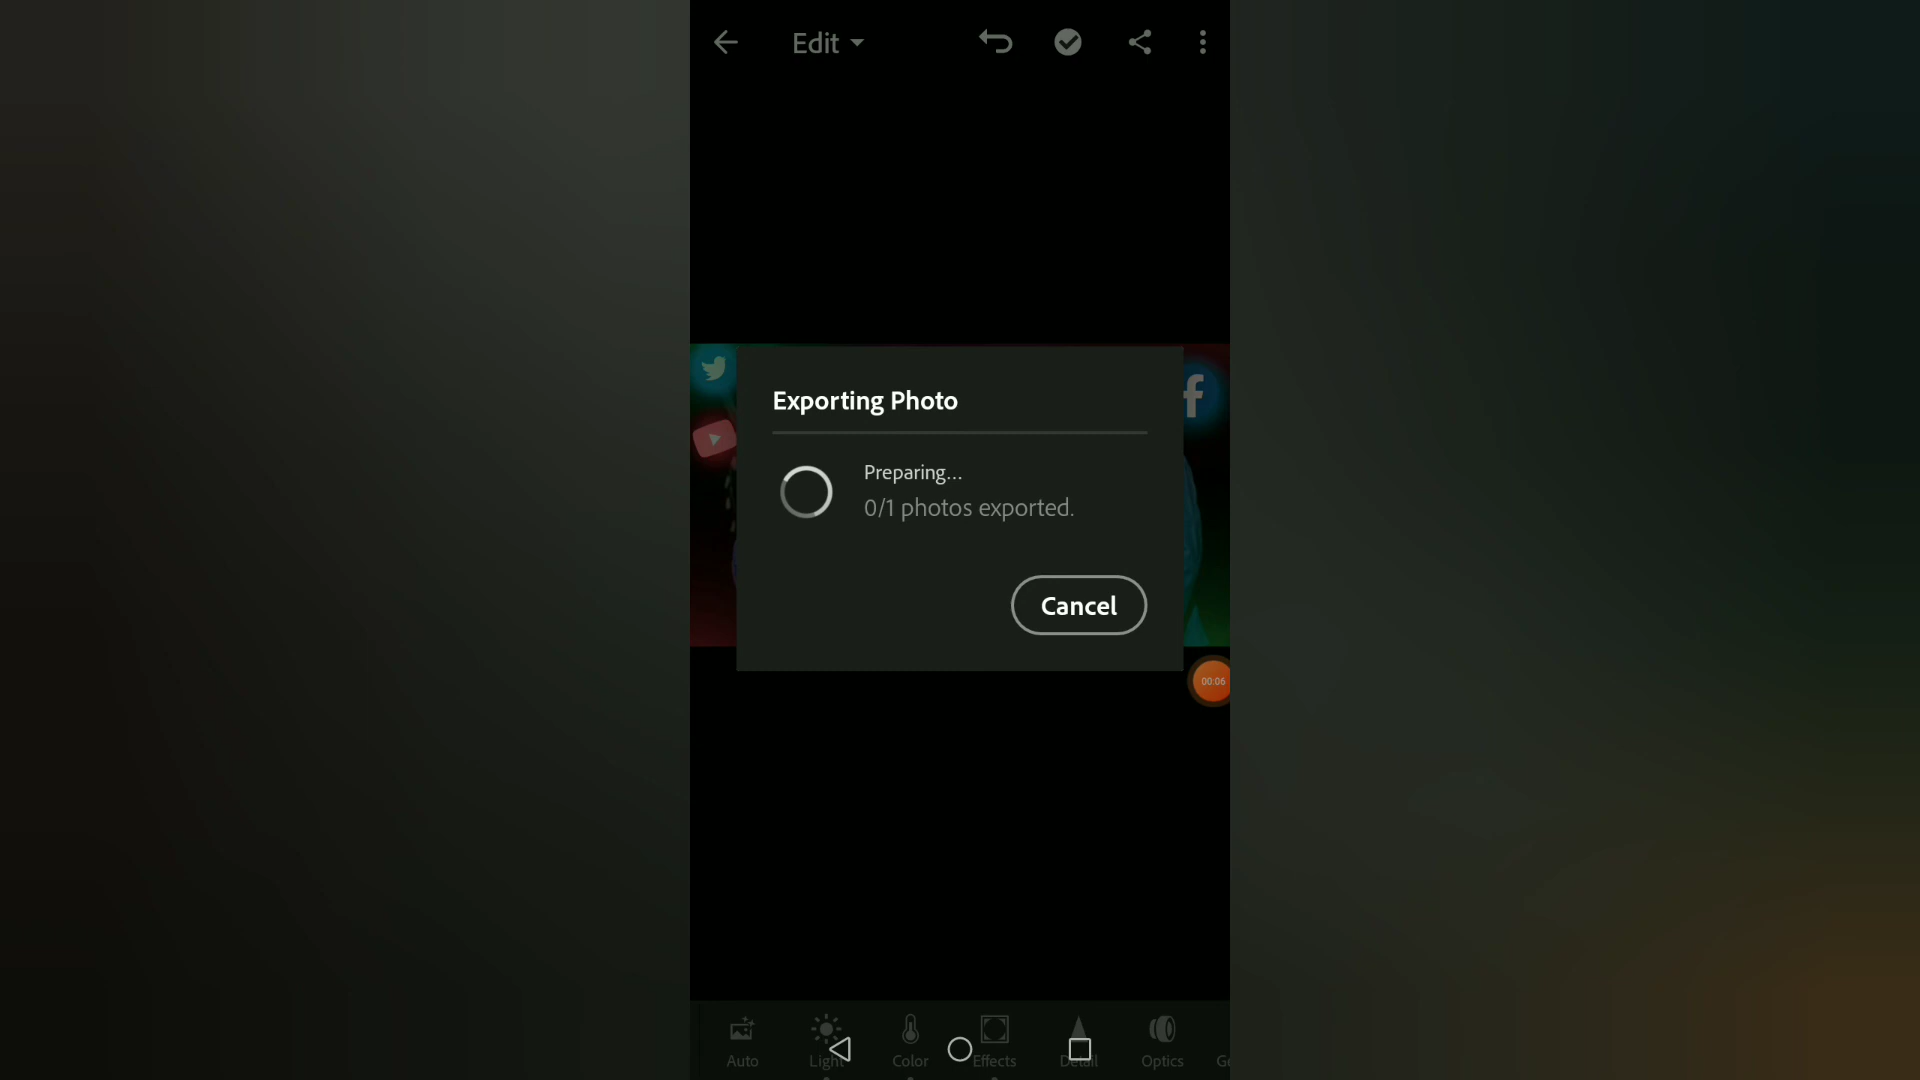 Edit
Exporting Photo
Preparing...
0/1 photos exported.
Cancel
00:06
Auto
Light
Color
Effects
Detail
Optics